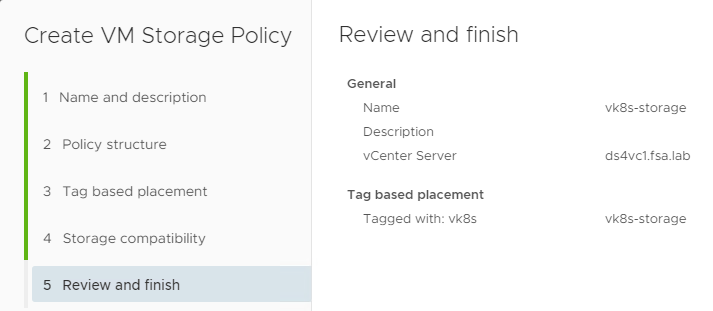 Create VM Storage Policy
1 Name and description
2 Policy structure
3 Tag based placement
4 Storage compatibility
5 Review and finish
Review and finish
General
Name vk8s-storage
Description
vCenter Server ds4vc1.fsa.lab
Tag based placement
Tagged with: vk8s vk8s-storage